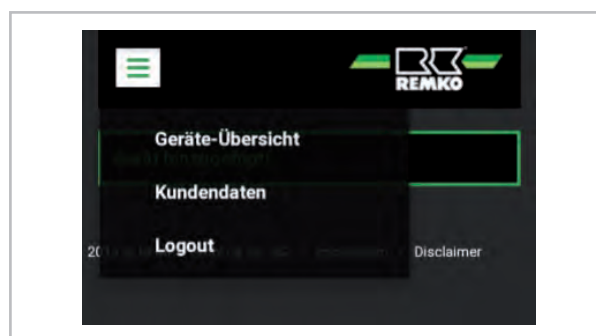 REMKO
Geräte-Übersicht
Kundendaten
Logout
Disclaimer